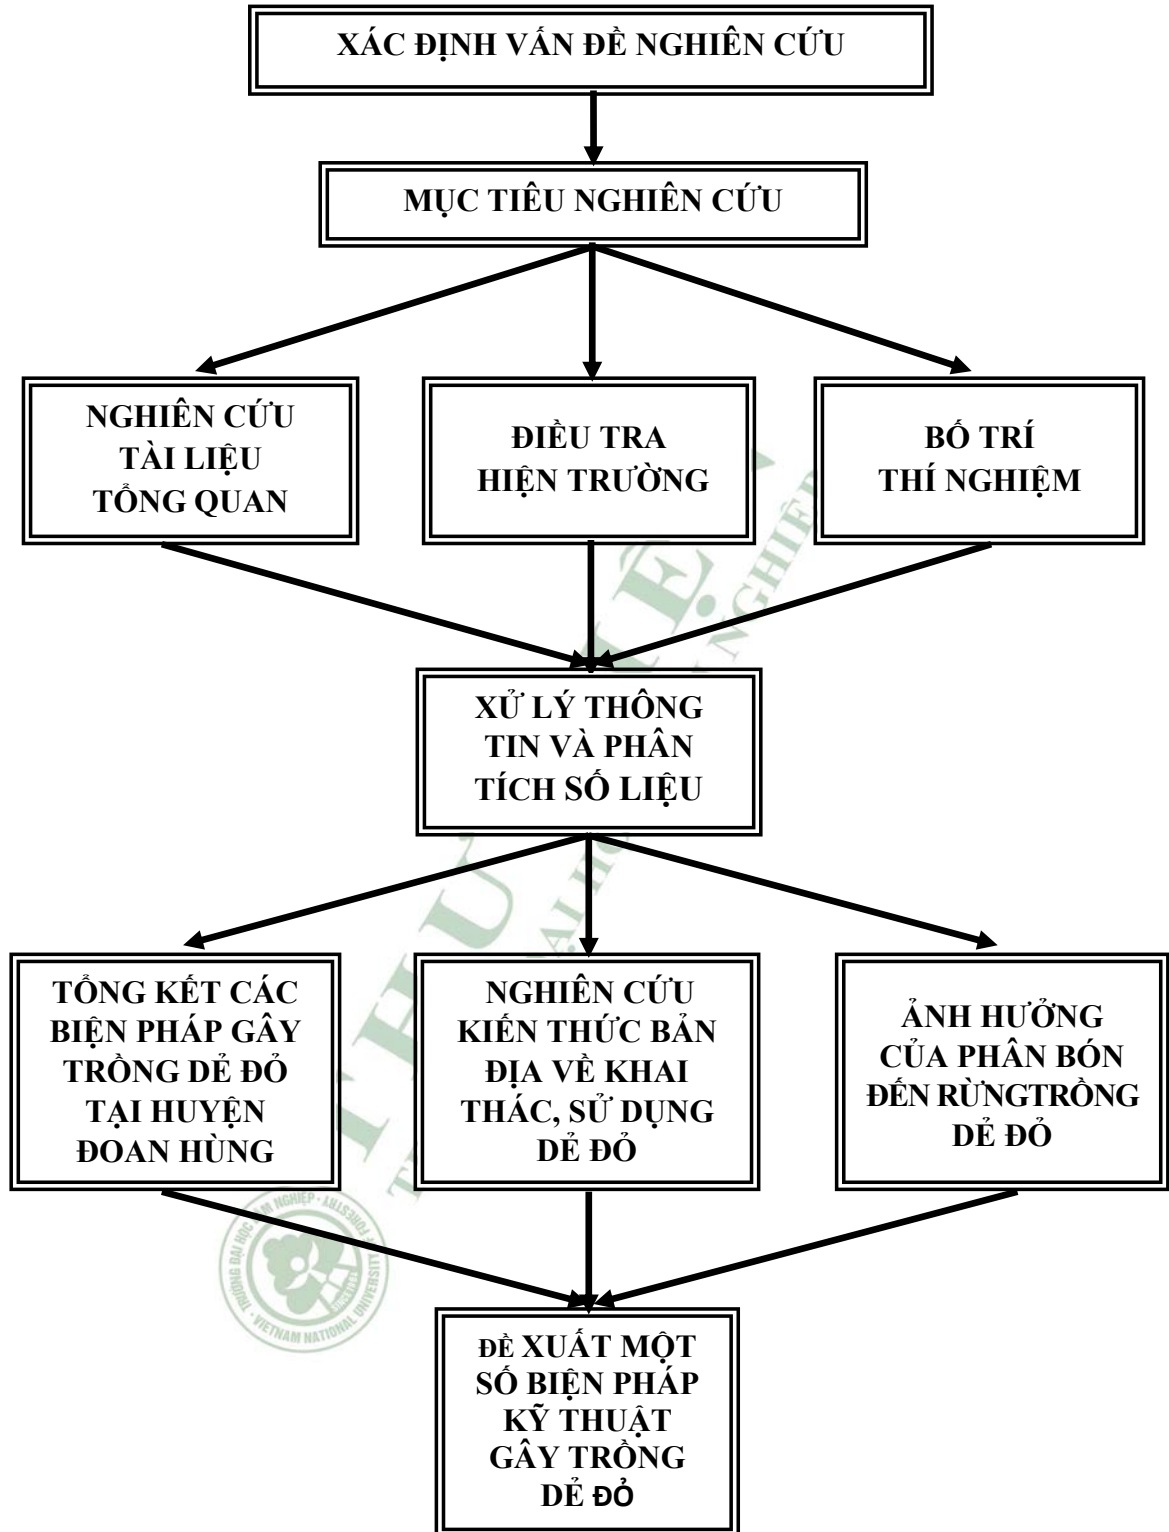 XÁC ĐỊNH VẤN ĐỀ NGHIÊN CỨU
MỤC TIÊU NGHIÊN CỨU
NGHIÊN CỨU
TÀI LIỆU
TỔNG QUAN
ĐIỀU TRA
HIỆN TRƯỜNG
BỐ TRÍ
THÍ NGHIỆM
XỬ LÝ THÔNG
TIN VÀ PHÂN
TÍCH SỐ LIỆU
TỔNG KẾT CÁC
BIỆN PHÁP GÂY
TRỒNG DẺ ĐỎ
TẠI HUYỆN
ĐOAN HÙNG
NGHIÊN CỨU
KIẾN THỨC BẢN
ĐỊA VỀ KHAI
THÁC, SỬ DỤNG
DẺ ĐỎ
ẢNH HƯỞNG
CỦA PHÂN BÓN
ĐẾN RỪNGTRỒNG
DẺ ĐỎ
ĐỀ XUẤT MỘT
SỐ BIỆN PHÁP
KỸ THUẬT
GÂY TRỒNG
DẺ ĐỎ
VIETNAM NATIONAL UNIVERSITY